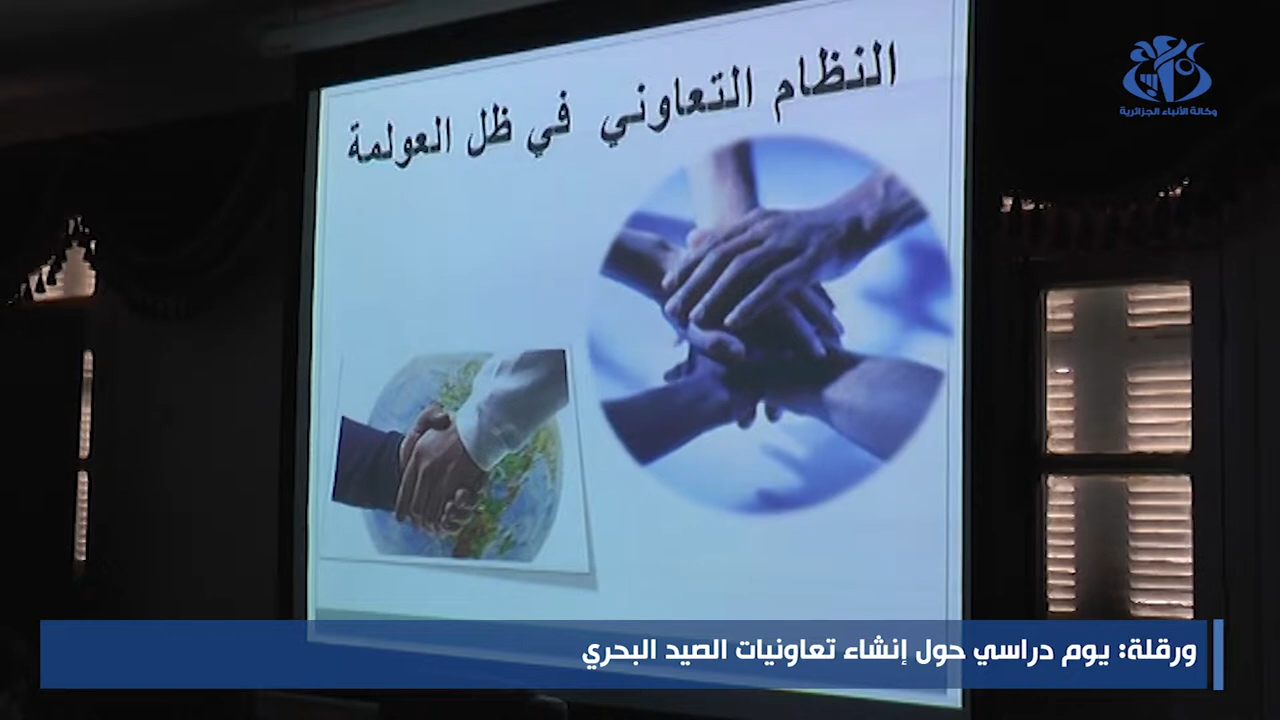 وكالة الأنباء الجزائرية
النظام التعاوني في ظل العولمة
ورقلة: يوم دراسي حول إنشاء تعاونيات الصيد البحري